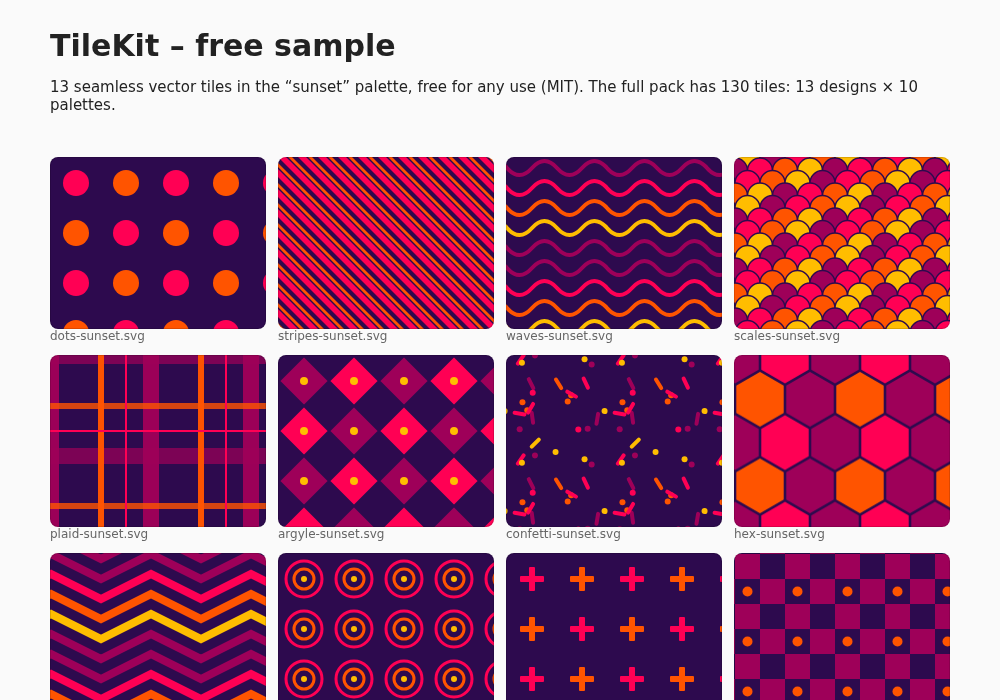 TileKit – free sample
13 seamless vector tiles in the “sunset” palette, free for any use (MIT). The full pack has 130 tiles: 13 designs × 10
palettes.
dots-sunset.svg
stripes-sunset.svg
waves-sunset.svg
scales-sunset.svg
plaid-sunset.svg
argyle-sunset.svg
confetti-sunset.svg
hex-sunset.svg